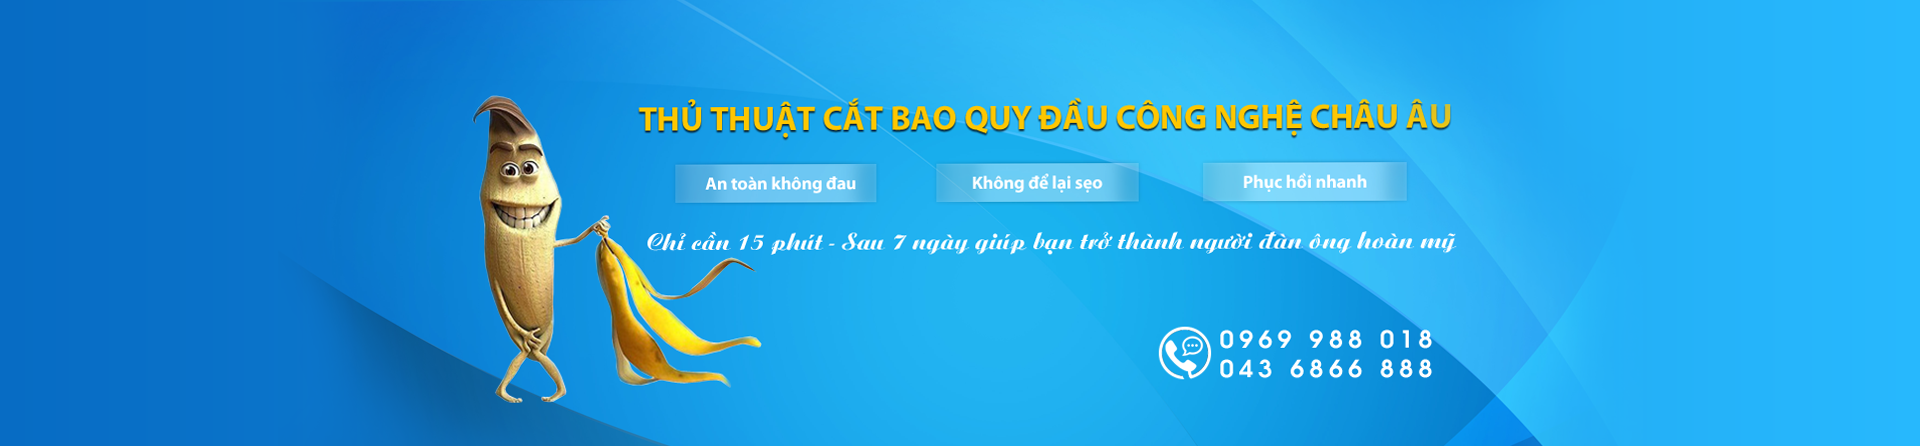 THỦ THUẬT CẮT BAO QUY ĐẦU CÔNG NGHỆ CHÂU ÂU
An toàn không đau
Không để lại sẹo
Phục hồi nhanh
Chỉ cần 15 phút - Sau 7 ngày giúp bạn trở thành người đàn ông hoàn mỹ
0969 988 018
043 6866 888